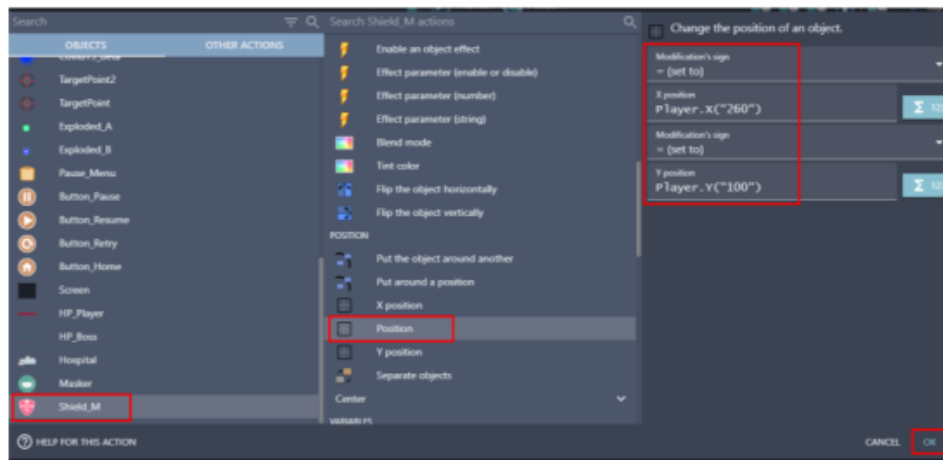 Search
OBJECTS
OTHER ACTIONS
TargetPoint2
TargetPoint
Exploded_A
Exploded_B
Pause_Menu
Button_Pause
Button_Resume
Button_Retry
Button_Home
Screen
HP_Player
HP_Boss
Hospital
Masker
Shield_M
HELP FOR THIS ACTION
Search Shield_M actions
Enable an object effect
Effect parameter (enable or disable)
Effect parameter (number)
Effect parameter (string)
Blend mode
Tint color
Flip the object horizontally
Flip the object vertically
POSITION
Put the object around another
Put around a position
X position
Position
Y position
Separate objects
Center
VARIABLES
Change the position of an object.
Modification's sign
= (set to)
X position
Player.X("260")
Modification's sign
= (set to)
Y position
Player.Y("100")
CANCEL
OK